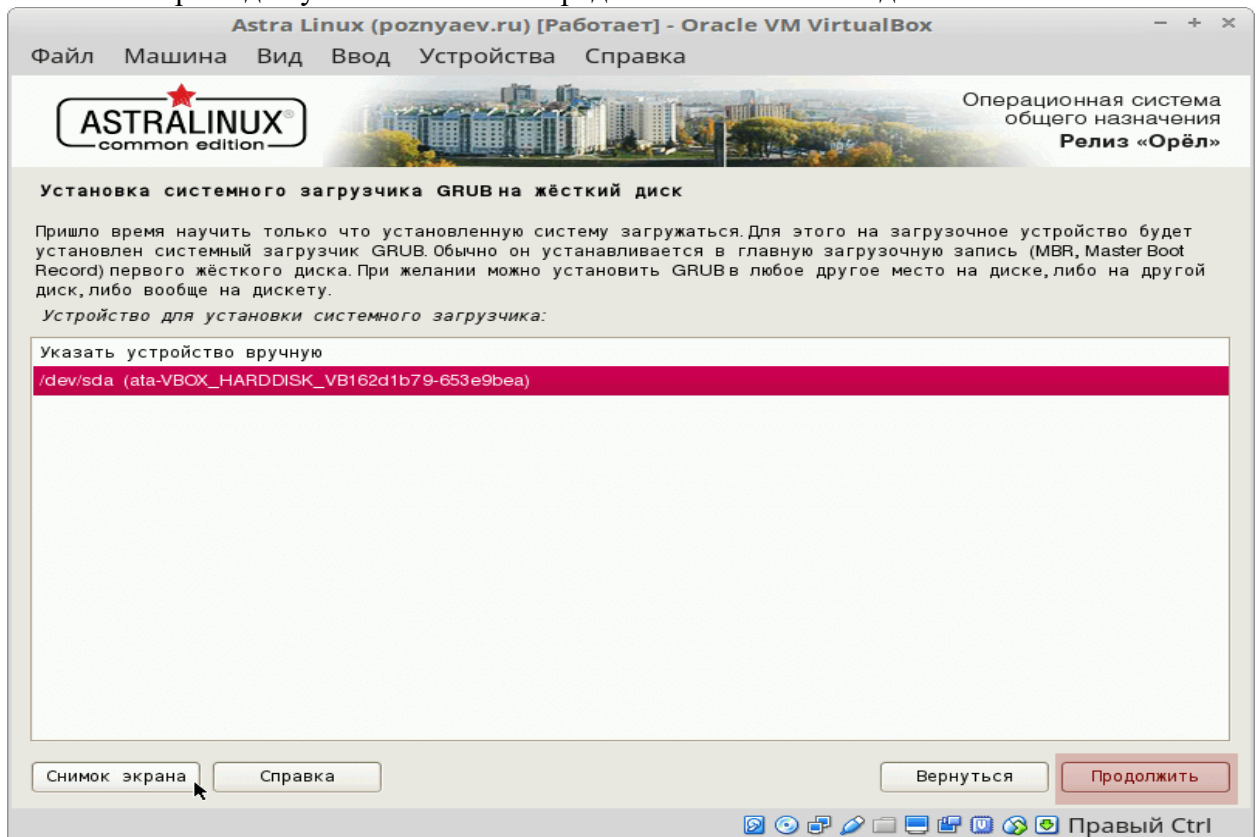 Astra Linux (poznyaev.ru) [Работает] - Oracle VM VirtualBox
Файл Машина Вид Ввод Устройства Справка
ASTRALINUX®
common edition
Операционная система
общего назначения
Релиз «Орёл»
Установка системного загрузчика GRUB на жёсткий диск
Пришло время научить только что установленную систему загружаться. Для этого на загрузочное устройство будет
установлен системный загрузчик GRUB. Обычно он устанавливается в главную загрузочную запись (MBR, Master Boot
Record) первого жёсткого диска. При желании можно установить GRUB в любое другое место на диске, либо на другой
диск, либо вообще на дискету.
Устройство для установки системного загрузчика:
Указать устройство вручную
/dev/sda (ata-VBOX_HARDDISK_VB162d1b79-653e9bea)
Снимок экрана Справка Вернуться Продолжить
Правый Ctrl